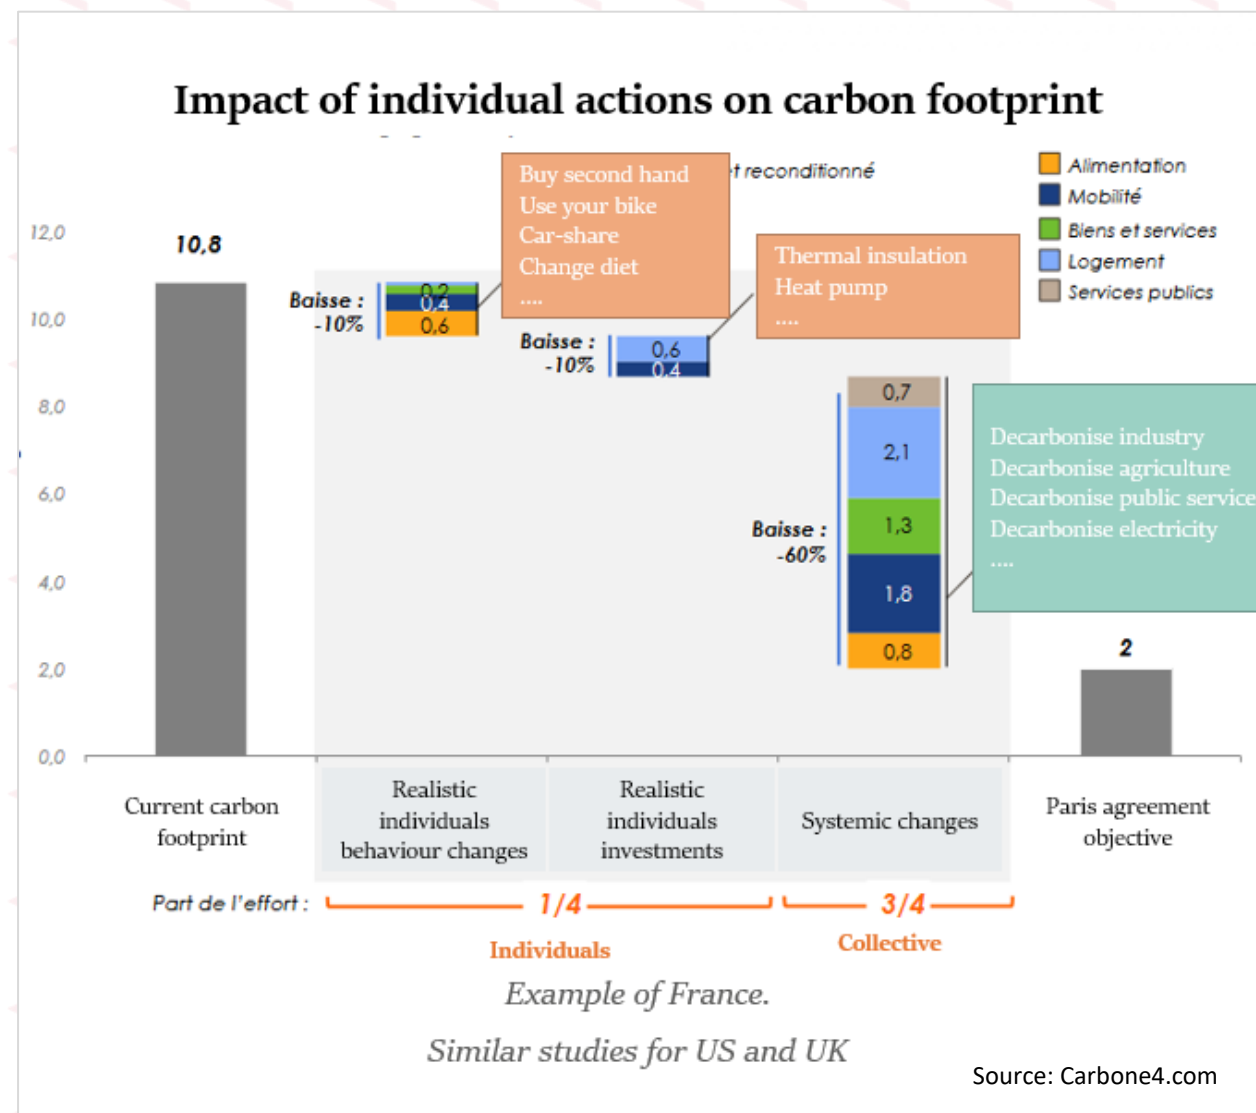 Impact of individual actions on carbon footprint
et reconditionné
Buy second hand
Use your bike
Car-share
Change diet
....
Thermal insulation
Heat pump
....
Alimentation
Mobilité
Biens et services
Logement
Services publics
12,0
10,0
8,0
6,0
4,0
2,0
0,0
10,8
Baisse :
-10%
0,2
0,4
0,6
Baisse :
-10%
0,6
0,4
Baisse :
-60%
0,7
2,1
1,3
1,8
0,8
Decarbonise industry
Decarbonise agriculture
Decarbonise public service
Decarbonise electricity
....
2
Current carbon
footprint
Realistic
individuals
behaviour changes
Realistic
individuals
investments
Systemic changes
Paris agreement
objective
Part de l'effort :
1/4
3/4
Individuals
Collective
Example of France.
Similar studies for US and UK
Source: Carbone4.com